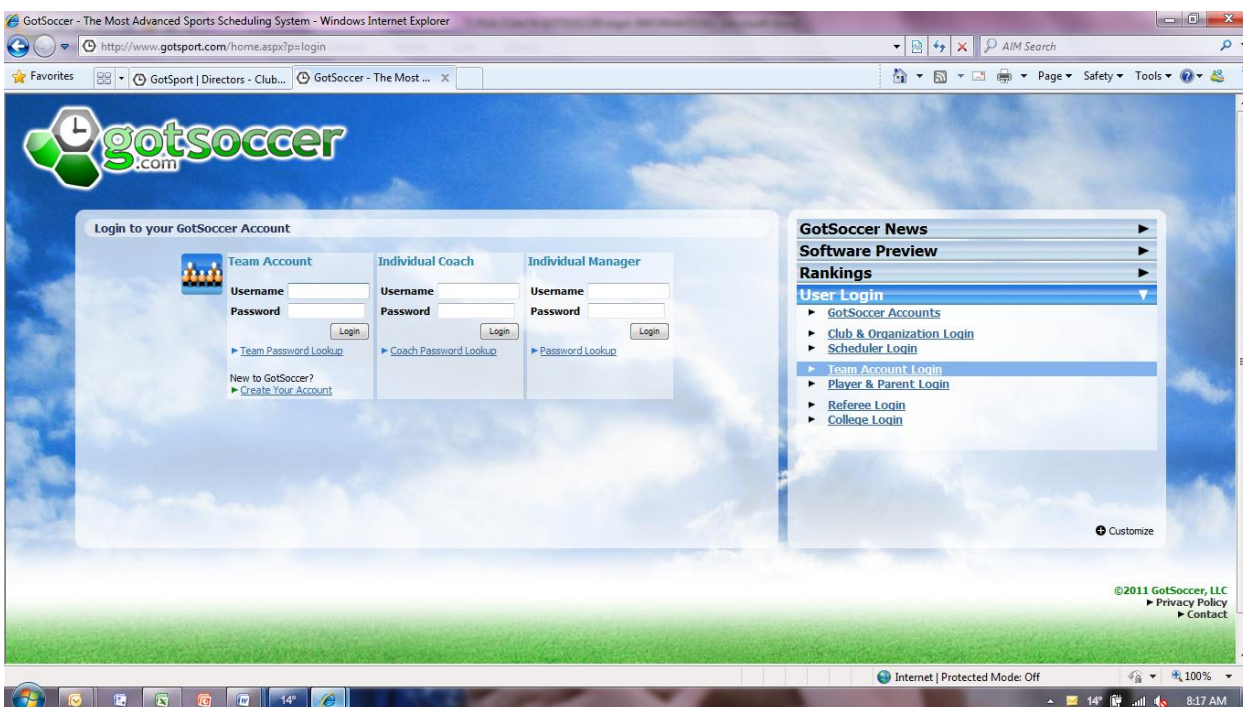 GotSoccer - The Most Advanced Sports Scheduling System - Windows Internet Explorer
http://www.gotsport.com/home.aspx?p=login
AIM Search
Favorites
GotSport | Directors - Club...
GotSoccer - The Most ...
Page
Safety
Tools
gotsoccer
.com
Login to your GotSoccer Account
Team Account
Username
Password
Login
Team Password Lookup
New to GotSoccer?
Create Your Account
Individual Coach
Username
Password
Login
Coach Password Lookup
Individual Manager
Username
Password
Login
Password Lookup
GotSoccer News
Software Preview
Rankings
User Login
GotSoccer Accounts
Club & Organization Login
Scheduler Login
Team Account Login
Player & Parent Login
Referee Login
College Login
Customize
©2011 GotSoccer, LLC
Privacy Policy
Contact
Internet | Protected Mode: Off
100%
14°
14°
8:17 AM